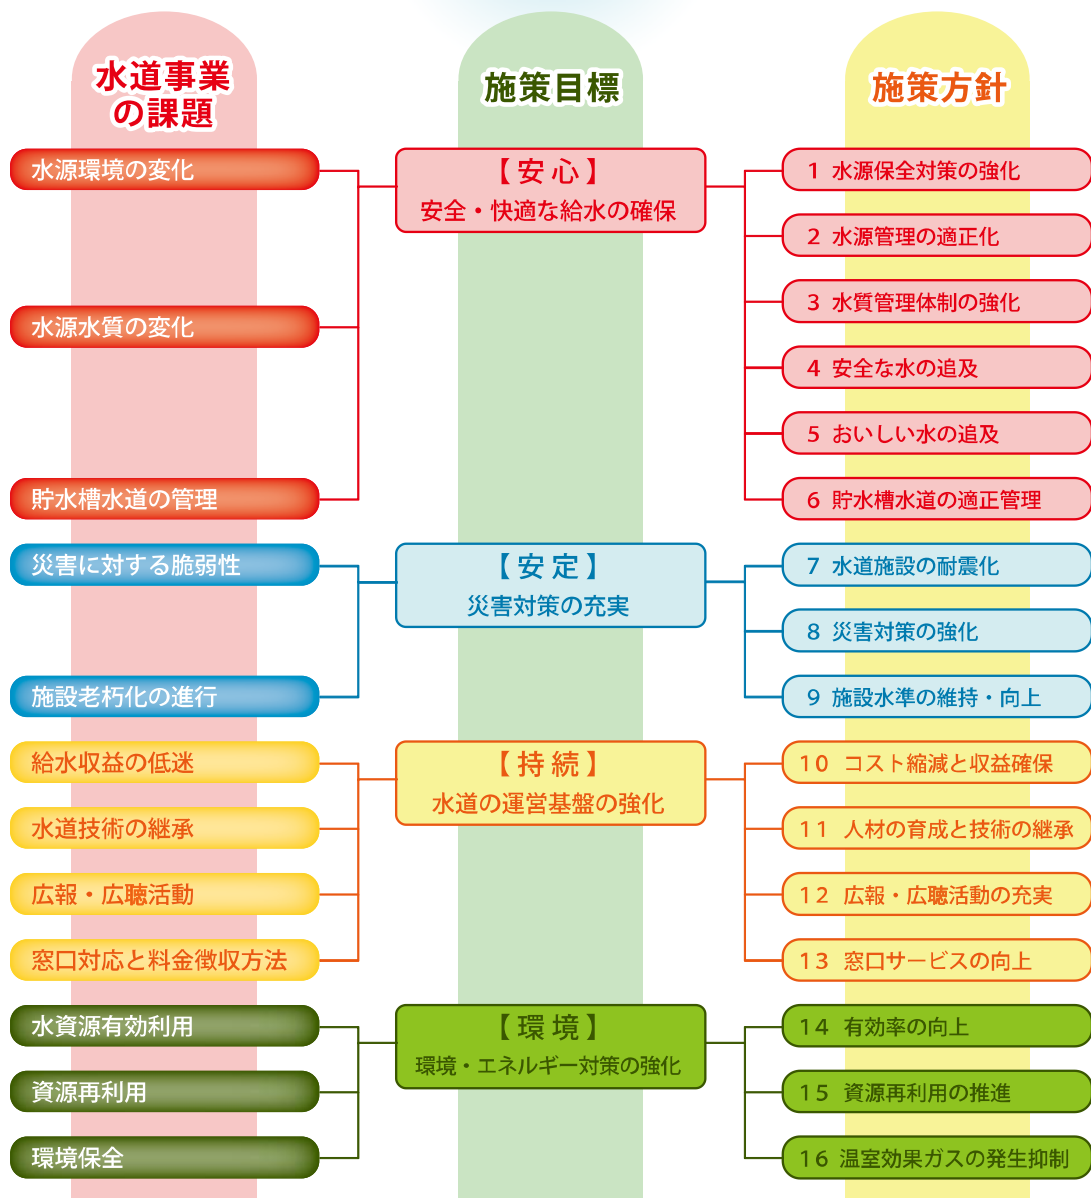 水道事業
の課題
施策目標
施策方針
水源環境の変化
水源水質の変化
貯水槽水道の管理
【安心】
安全・快適な給水の確保
1 水源保全対策の強化
2 水源管理の適正化
3 水質管理体制の強化
4 安全な水の追及
5 おいしい水の追及
6 貯水槽水道の適正管理
災害に対する脆弱性
施設老朽化の進行
【安定】
災害対策の充実
7 水道施設の耐震化
8 災害対策の強化
9 施設水準の維持・向上
給水収益の低迷
水道技術の継承
広報・広聴活動
窓口対応と料金徴収方法
【持続】
水道の運営基盤の強化
10 コスト縮減と収益確保
11 人材の育成と技術の継承
12 広報・広聴活動の充実
13 窓口サービスの向上
水資源有効利用
資源再利用
環境保全
【環境】
環境・エネルギー対策の強化
14 有効率の向上
15 資源再利用の推進
16 温室効果ガスの発生抑制